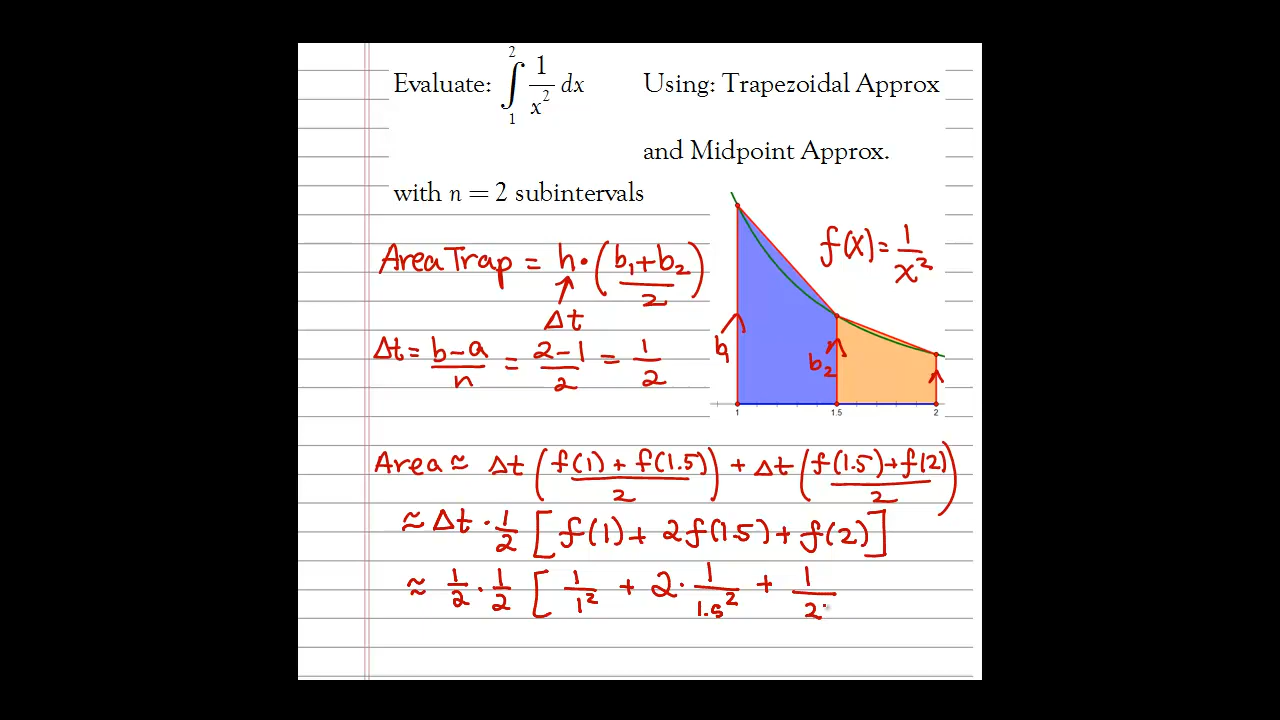 Evaluate: ∫₁² 1/x² dx Using: Trapezoidal Approx
and Midpoint Approx.
with n = 2 subintervals
f(x) = 1/x²
Area Trap = h · ( (b₁ + b₂)/2 )
Δt
Δt = (b − a)/n = (2 − 1)/2 = 1/2
b₁
b₂
1 1.5 2
Area ≈ Δt ( (f(1) + f(1.5))/2 ) + Δt ( (f(1.5) + f(2))/2 )
≈ Δt · 1/2 [ f(1) + 2f(1.5) + f(2) ]
≈ 1/2 · 1/2 [ 1/1² + 2 · 1/1.5² + 1/2